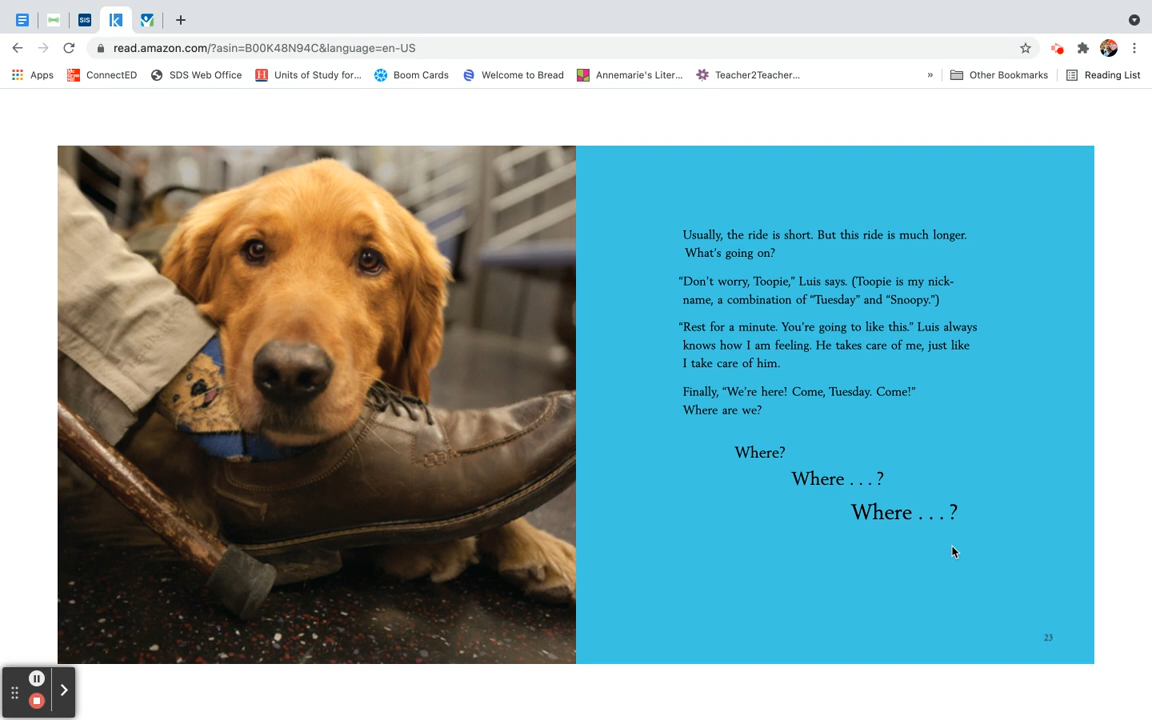 SIS
read.amazon.com/?asin=B00K48N94C&language=en-US
Apps ConnectED SDS Web Office Units of Study for... Boom Cards Welcome to Bread Annemarie's Liter... Teacher2Teacher... » Other Bookmarks Reading List
Usually, the ride is short. But this ride is much longer.
What's going on?
“Don't worry, Toopie,” Luis says. (Toopie is my nick-
name, a combination of “Tuesday” and “Snoopy.”)
“Rest for a minute. You're going to like this.” Luis always
knows how I am feeling. He takes care of me, just like
I take care of him.
Finally, “We're here! Come, Tuesday. Come!”
Where are we?
Where?
Where . . . ?
Where . . . ?
23